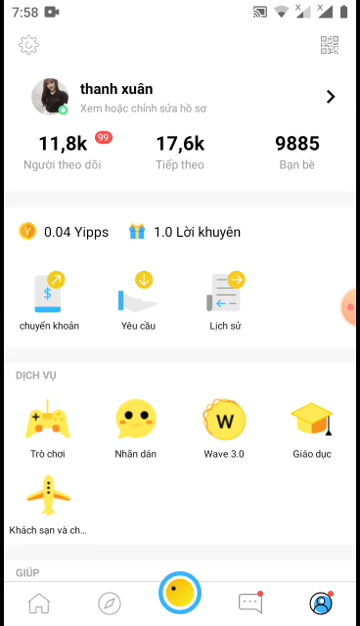 7:58
thanh xuân
Xem hoặc chỉnh sửa hồ sơ
11,8k 99 17,6k 9885
Người theo dõi Tiếp theo Bạn bè
0.04 Yipps 1.0 Lời khuyên
chuyển khoản Yêu cầu Lịch sử
DỊCH VỤ
Trò chơi Nhãn dán Wave 3.0 Giáo dục
Khách sạn và ch...
GIÚP